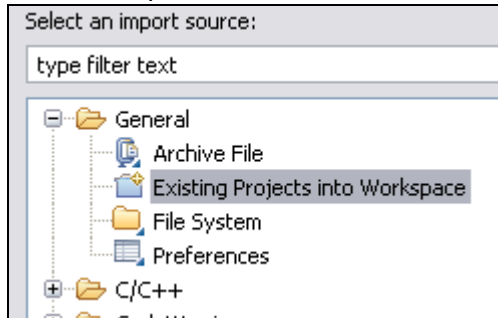 Select an import source:
type filter text
General
Archive File
Existing Projects into Workspace
File System
Preferences
C/C++